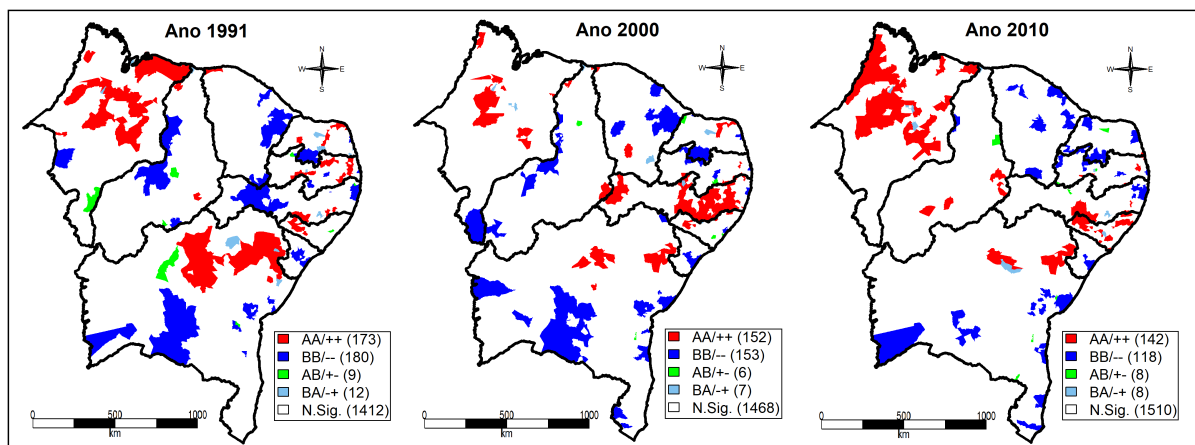 Ano 1991
N
W E
S
AA/++ (173)
BB/-- (180)
AB/+- (9)
BA/-+ (12)
N.Sig. (1412)
0 500 1000
km
Ano 2000
N
W E
S
AA/++ (152)
BB/-- (153)
AB/+- (6)
BA/-+ (7)
N.Sig. (1468)
0 500 1000
km
Ano 2010
N
W E
S
AA/++ (142)
BB/-- (118)
AB/+- (8)
BA/-+ (8)
N.Sig. (1510)
0 500 1000
km